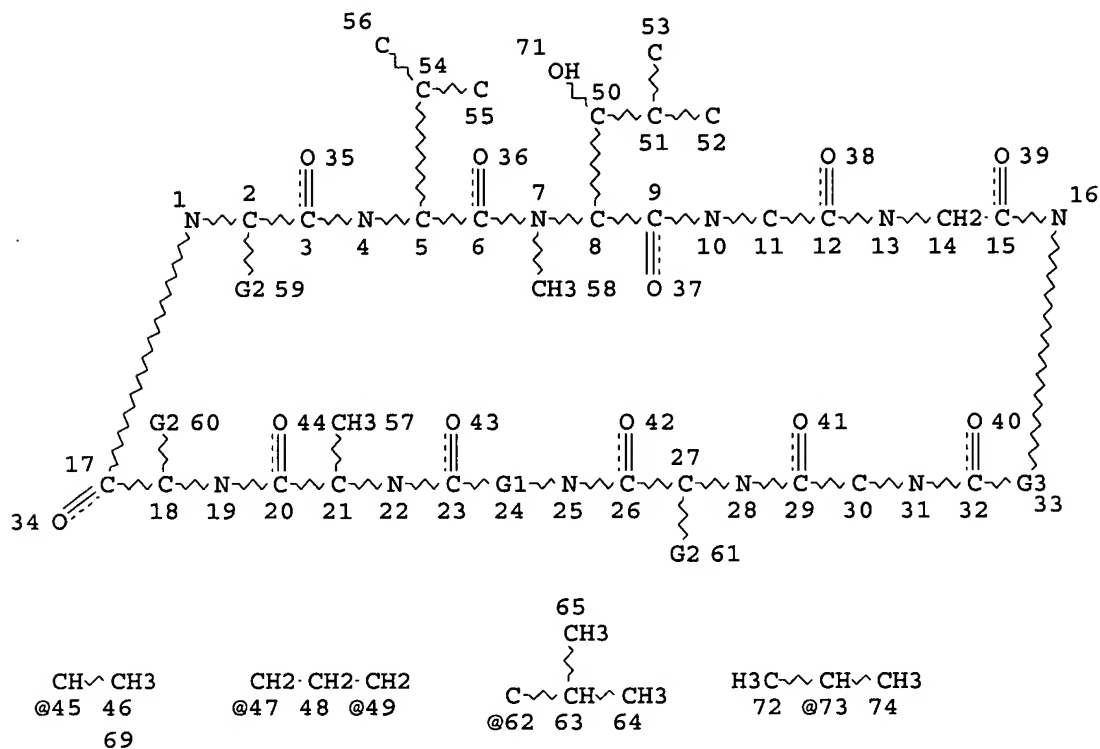 56 C
53 C
71 OH
54 C C 55
50 C C 51 C 52
O 35
O 36
O 38
O 39
1 N 2 C C 3 N 4 C 5 C 6 7 N C 8 9 C N 10 C 11 C 12 N 13 CH2 14 C 15 N 16
G2 59
CH3 58
O 37
G2 60
O 44
CH3 57
O 43
O 42
O 41
O 40
17 C C N C C N C G1 N C 27 C N C C N C G3
34 O 18 19 20 21 22 23 24 25 26 28 29 30 31 32 33
G2 61
65
CH3
CH CH3
@45 46
69
CH2 CH2 CH2
@47 48 @49
C CH CH3
@62 63 64
H3C CH CH3
72 @73 74